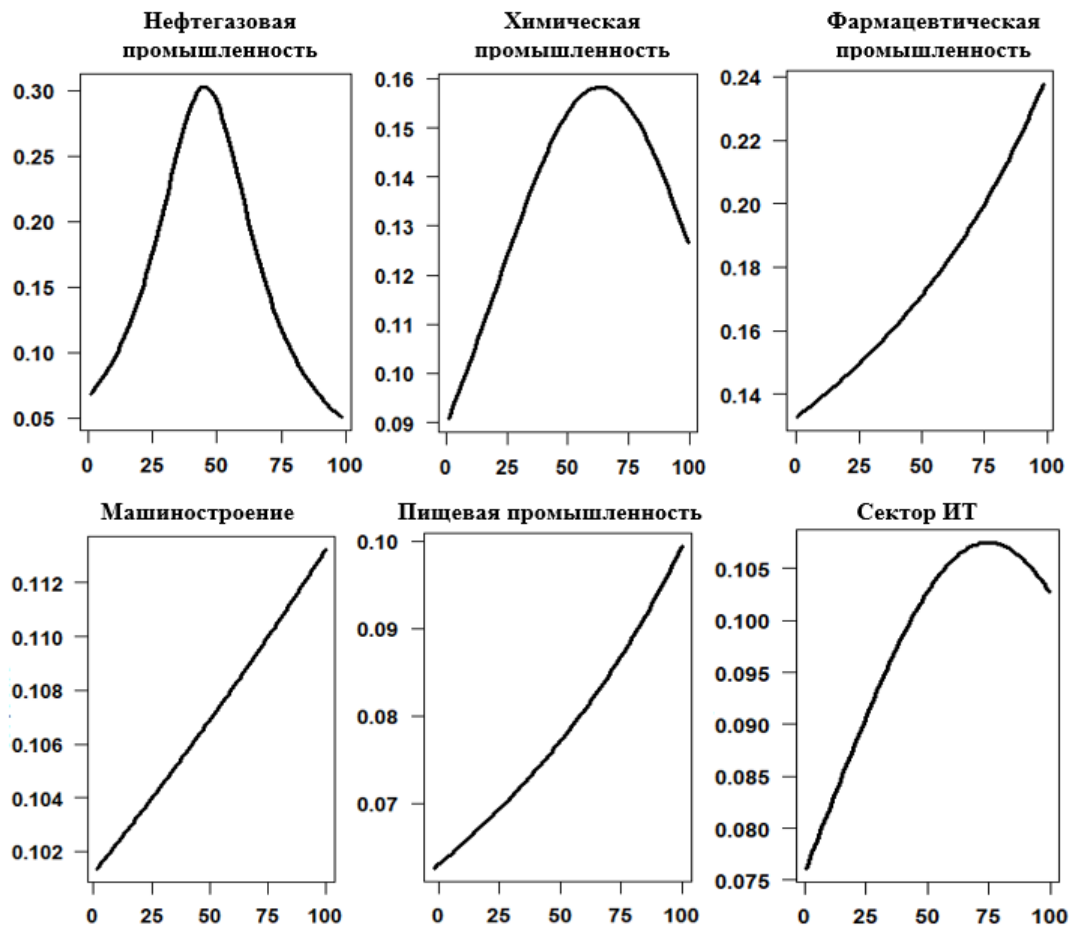 Нефтегазовая
промышленность
0.30
0.25
0.20
0.15
0.10
0.05
0 25 50 75 100
Химическая
промышленность
0.16
0.15
0.14
0.13
0.12
0.11
0.10
0.09
0 25 50 75 100
Фармацевтическая
промышленность
0.24
0.22
0.20
0.18
0.16
0.14
0 25 50 75 100
Машиностроение
0.112
0.110
0.108
0.106
0.104
0.102
0 25 50 75 100
Пищевая промышленность
0.10
0.09
0.08
0.07
0 25 50 75 100
Сектор ИТ
0.105
0.100
0.095
0.090
0.085
0.080
0.075
0 25 50 75 100